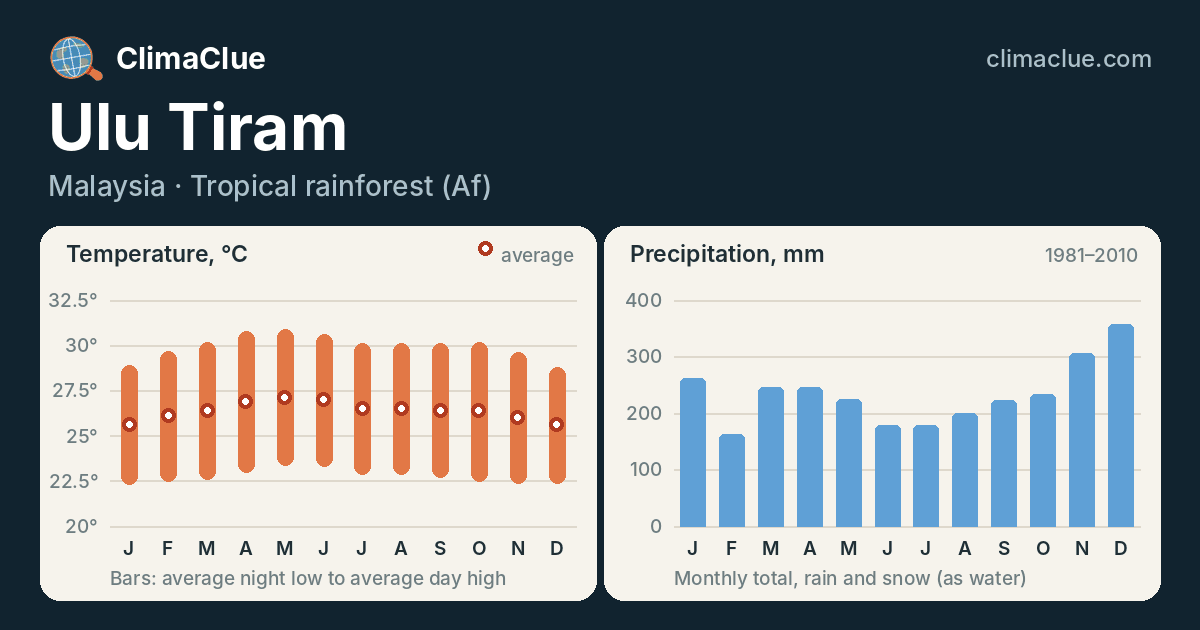 ClimaClue
climaclue.com
Ulu Tiram
Malaysia · Tropical rainforest (Af)
Temperature, °C
average
32.5°
30°
27.5°
25°
22.5°
20°
J F M A M J J A S O N D
Bars: average night low to average day high
Precipitation, mm
1981–2010
400
300
200
100
0
J F M A M J J A S O N D
Monthly total, rain and snow (as water)